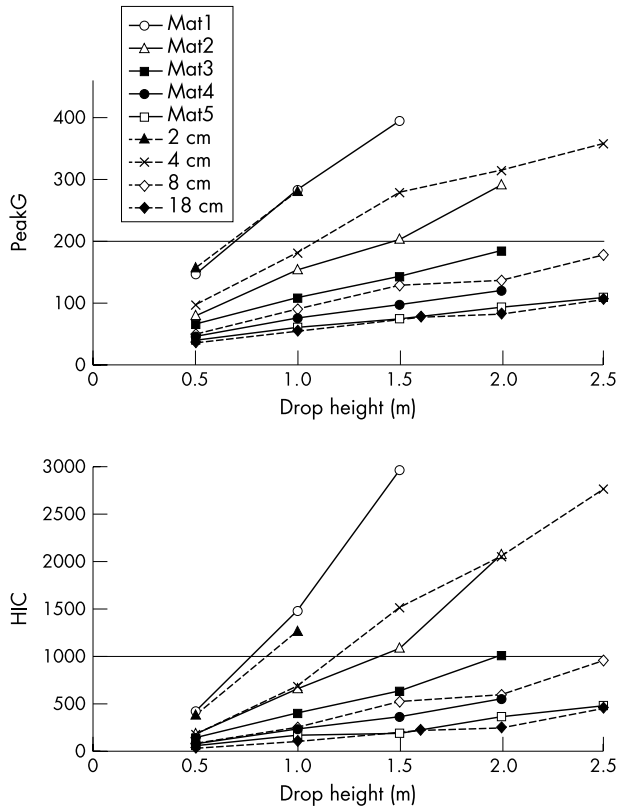 Mat1
Mat2
Mat3
Mat4
Mat5
2 cm
4 cm
8 cm
18 cm
400
300
200
100
0
PeakG
0 0.5 1.0 1.5 2.0 2.5
Drop height (m)
3000
2500
2000
1500
1000
500
0
HIC
0 0.5 1.0 1.5 2.0 2.5
Drop height (m)